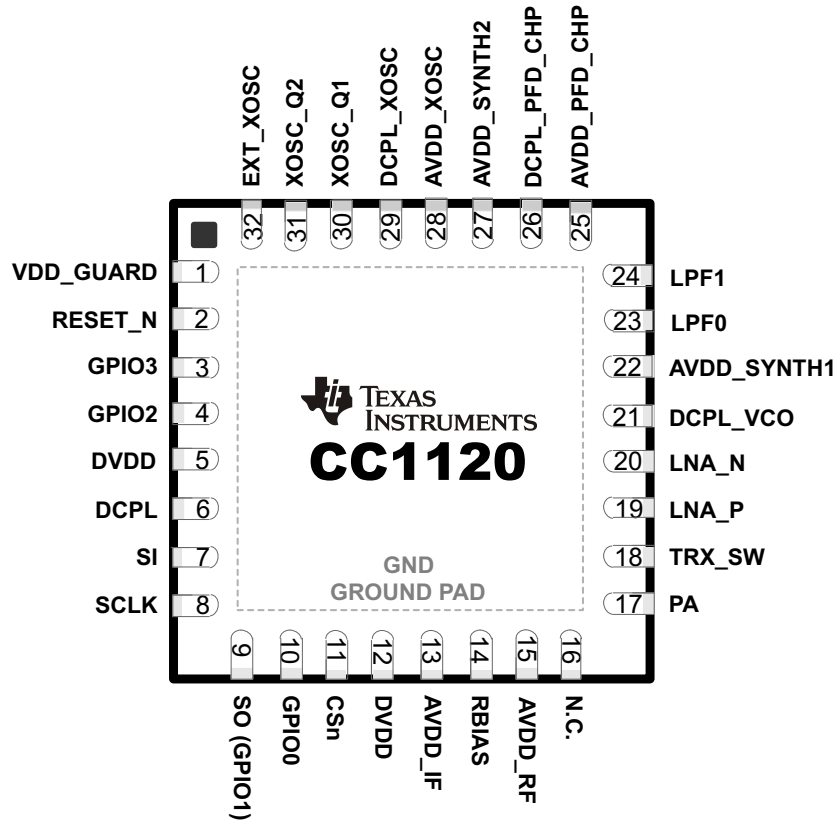 EXT_XOSC
XOSC_Q2
XOSC_Q1
DCPL_XOSC
AVDD_XOSC
AVDD_SYNTH2
DCPL_PFD_CHP
AVDD_PFD_CHP
32
31
30
29
28
27
26
25
VDD_GUARD 1
RESET_N 2
GPIO3 3
GPIO2 4
DVDD 5
DCPL 6
SI 7
SCLK 8
TEXAS
INSTRUMENTS
CC1120
GND
GROUND PAD
24 LPF1
23 LPF0
22 AVDD_SYNTH1
21 DCPL_VCO
20 LNA_N
19 LNA_P
18 TRX_SW
17 PA
9
10
11
12
13
14
15
16
SO (GPIO1)
GPIO0
CSn
DVDD
AVDD_IF
RBIAS
AVDD_RF
N.C.